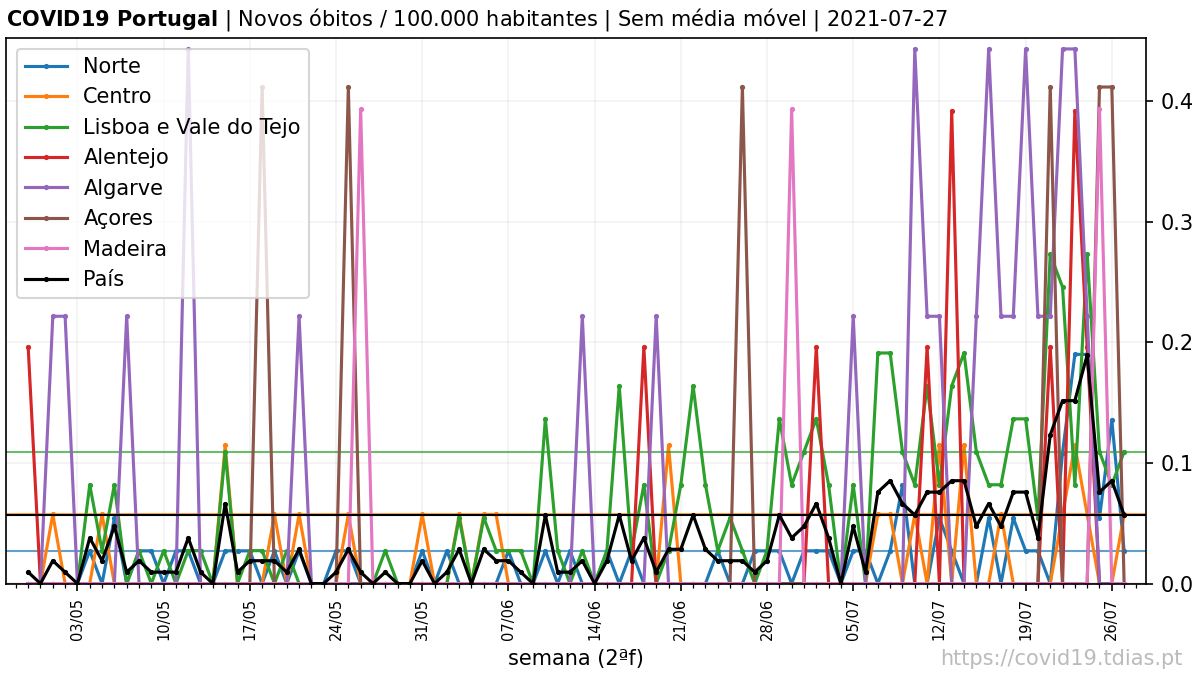 COVID19 Portugal | Novos óbitos / 100.000 habitantes | Sem média móvel | 2021-07-27
Norte
Centro
Lisboa e Vale do Tejo
Alentejo
Algarve
Açores
Madeira
País
0.4
0.3
0.2
0.1
0.0
03/05 10/05 17/05 24/05 31/05 07/06 14/06 21/06 28/06 05/07 12/07 19/07 26/07
semana (2ªf)
https://covid19.tdias.pt